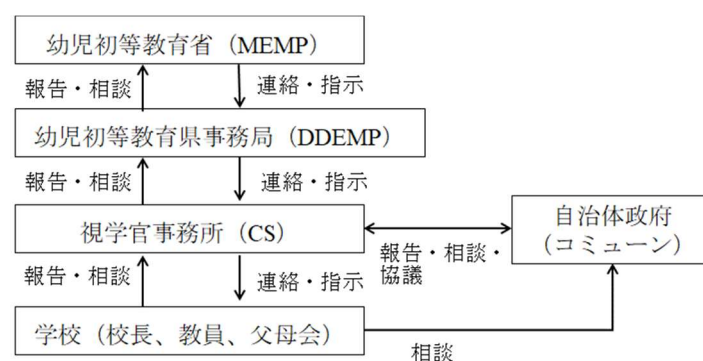 幼児初等教育省（MEMP）
報告・相談
連絡・指示
幼児初等教育県事務局（DDEMP）
報告・相談
連絡・指示
視学官事務所（CS）
報告・相談・
協議
自治体政府
（コミューン）
報告・相談
連絡・指示
学校（校長、教員、父母会）
相談